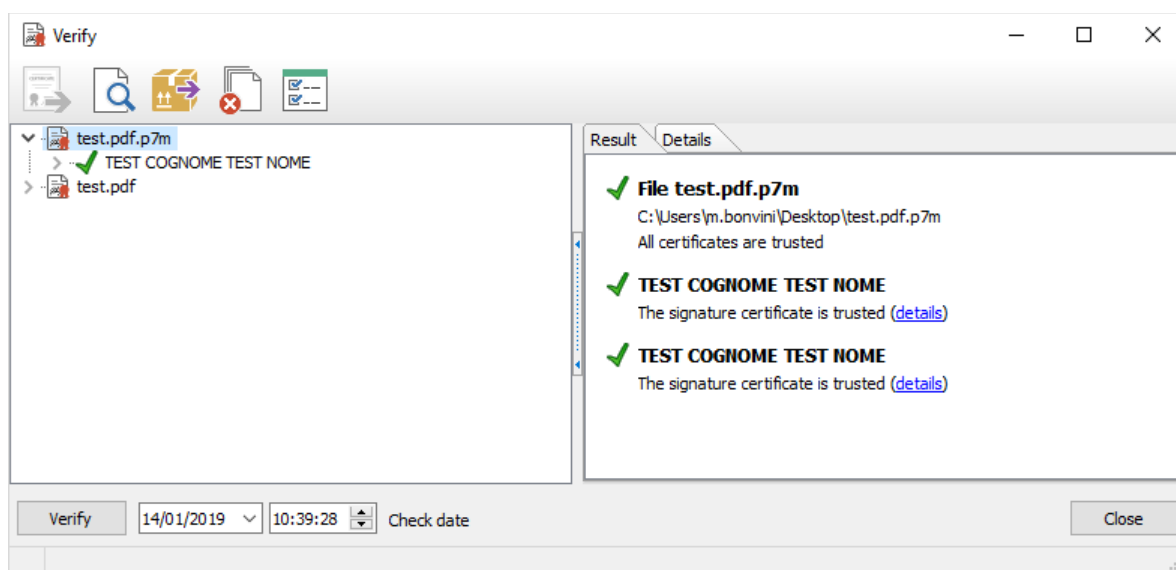 Verify
test.pdf.p7m
TEST COGNOME TEST NOME
test.pdf
Result
Details
File test.pdf.p7m
C:\Users\m.bonvini\Desktop\test.pdf.p7m
All certificates are trusted
TEST COGNOME TEST NOME
The signature certificate is trusted (details)
TEST COGNOME TEST NOME
The signature certificate is trusted (details)
Verify
14/01/2019
10:39:28
Check date
Close